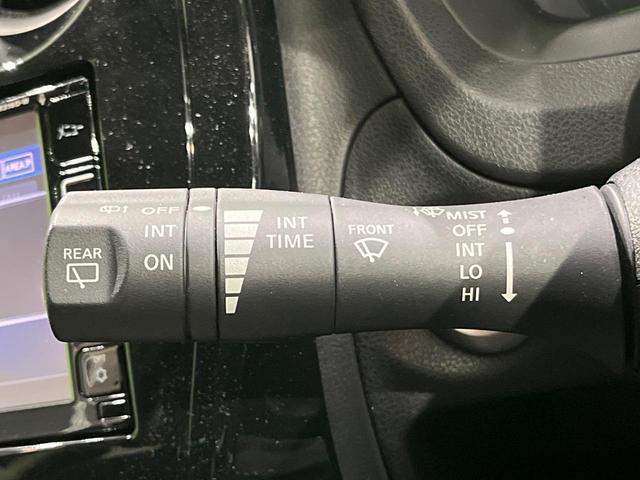 REAR
OFF
INT
ON
INT
TIME
FRONT
MIST
OFF
INT
LO
HI